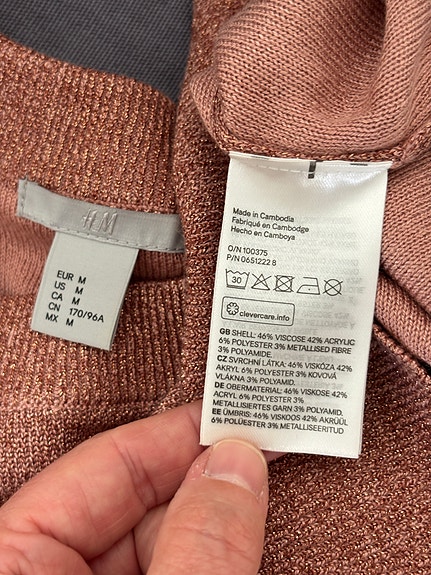 H&M
EUR M
US M
CA M
CN 170/96A
MX M
Made in Cambodia
Fabriqué en Cambodge
Hecho en Camboya
O/N 100375
P/N 0651222 8
30
clevercare.info
GB SHELL: 46% VISCOSE 42% ACRYLIC
6% POLYESTER 3% METALLISED FIBRE
3% POLYAMIDE.
CZ SVRCHNÍ LÁTKA: 46% VISKÓZA 42%
AKRYL 6% POLYESTER 3% KOVOVÁ
VLÁKNA 3% POLYAMID.
DE OBERMATERIAL: 46% VISKOSE 42%
ACRYL 6% POLYESTER 3%
METALLISIERTES GARN 3% POLYAMID.
EE ÜMBRIS: 46% VISKOOS 42% AKRÜÜL
6% POLÜESTER 3% METALLISEERITUD